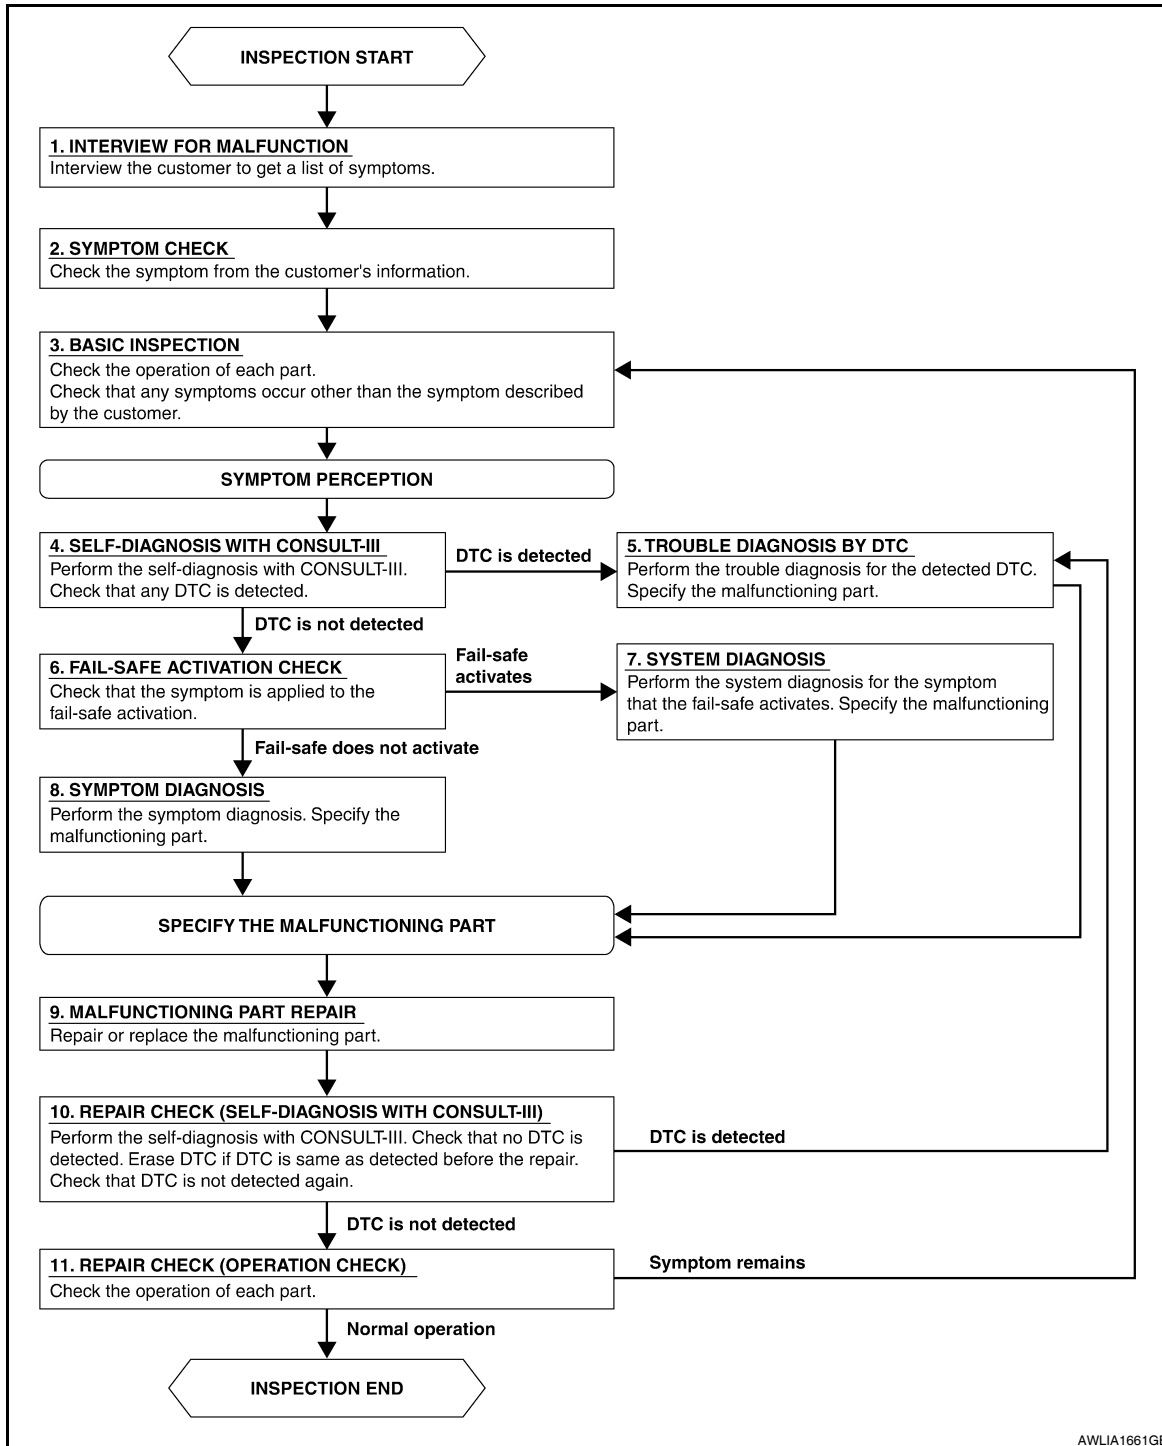 INSPECTION START
1. INTERVIEW FOR MALFUNCTION
Interview the customer to get a list of symptoms.
2. SYMPTOM CHECK
Check the symptom from the customer's information.
3. BASIC INSPECTION
Check the operation of each part.
Check that any symptoms occur other than the symptom described
by the customer.
SYMPTOM PERCEPTION
4. SELF-DIAGNOSIS WITH CONSULT-III
Perform the self-diagnosis with CONSULT-III.
Check that any DTC is detected.
DTC is detected
5. TROUBLE DIAGNOSIS BY DTC
Perform the trouble diagnosis for the detected DTC.
Specify the malfunctioning part.
DTC is not detected
6. FAIL-SAFE ACTIVATION CHECK
Check that the symptom is applied to the
fail-safe activation.
Fail-safe
activates
7. SYSTEM DIAGNOSIS
Perform the system diagnosis for the symptom
that the fail-safe activates. Specify the malfunctioning
part.
Fail-safe does not activate
8. SYMPTOM DIAGNOSIS
Perform the symptom diagnosis. Specify the
malfunctioning part.
SPECIFY THE MALFUNCTIONING PART
9. MALFUNCTIONING PART REPAIR
Repair or replace the malfunctioning part.
10. REPAIR CHECK (SELF-DIAGNOSIS WITH CONSULT-III)
Perform the self-diagnosis with CONSULT-III. Check that no DTC is
detected. Erase DTC if DTC is same as detected before the repair.
Check that DTC is not detected again.
DTC is detected
DTC is not detected
11. REPAIR CHECK (OPERATION CHECK)
Check the operation of each part.
Symptom remains
Normal operation
INSPECTION END